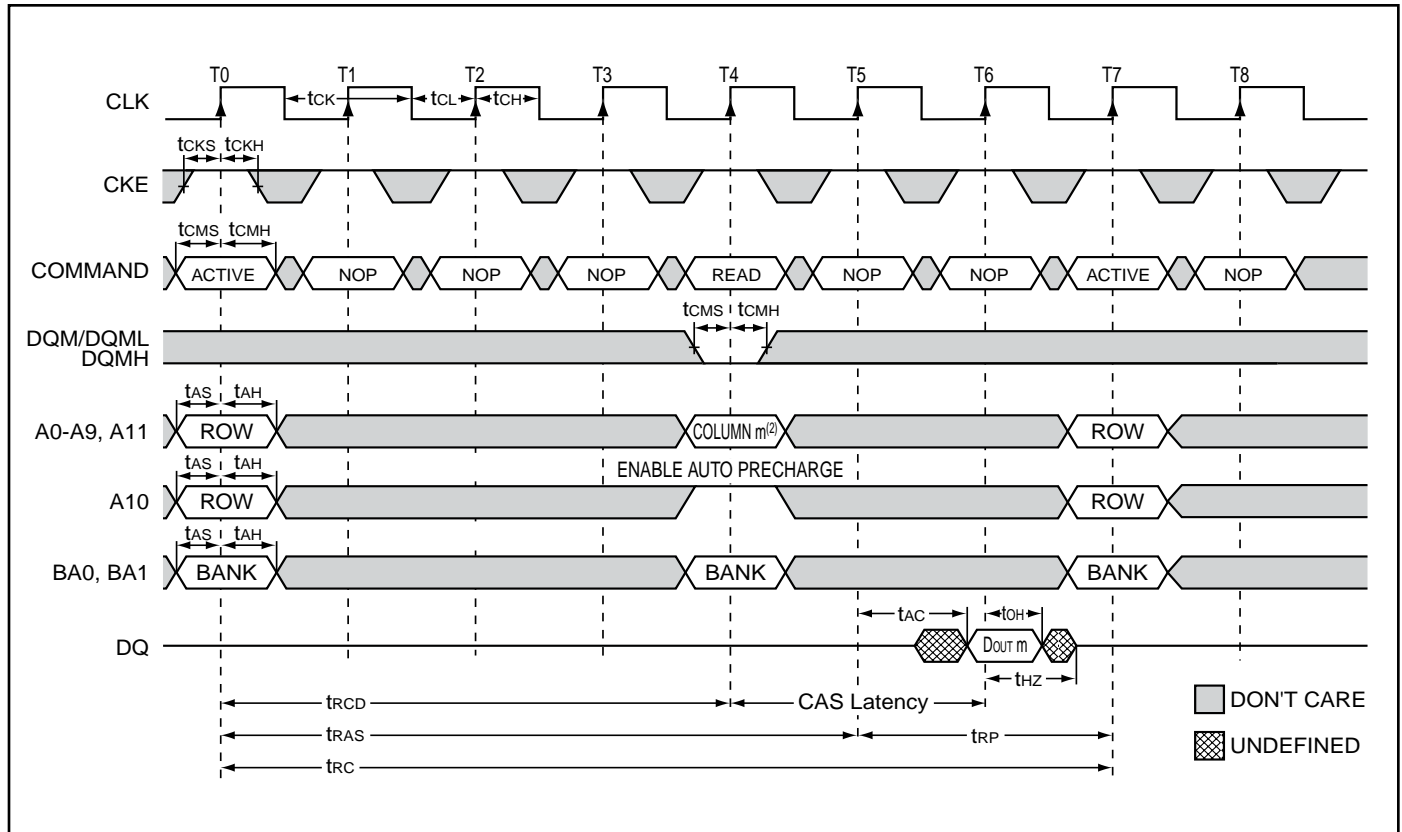 T0 T1 T2 T3 T4 T5 T6 T7 T8
CLK tCK tCL tCH
tCKS tCKH
CKE
tCMS tCMH
COMMAND ACTIVE NOP NOP NOP READ NOP NOP ACTIVE NOP
tCMS tCMH
DQM/DQML
DQMH
tAS tAH
A0-A9, A11 ROW COLUMN m(2) ROW
tAS tAH ENABLE AUTO PRECHARGE
A10 ROW ROW
tAS tAH
BA0, BA1 BANK BANK BANK
tAC tOH
DQ DOUT m
tHZ
tRCD CAS Latency
DON'T CARE
tRAS tRP
UNDEFINED
tRC